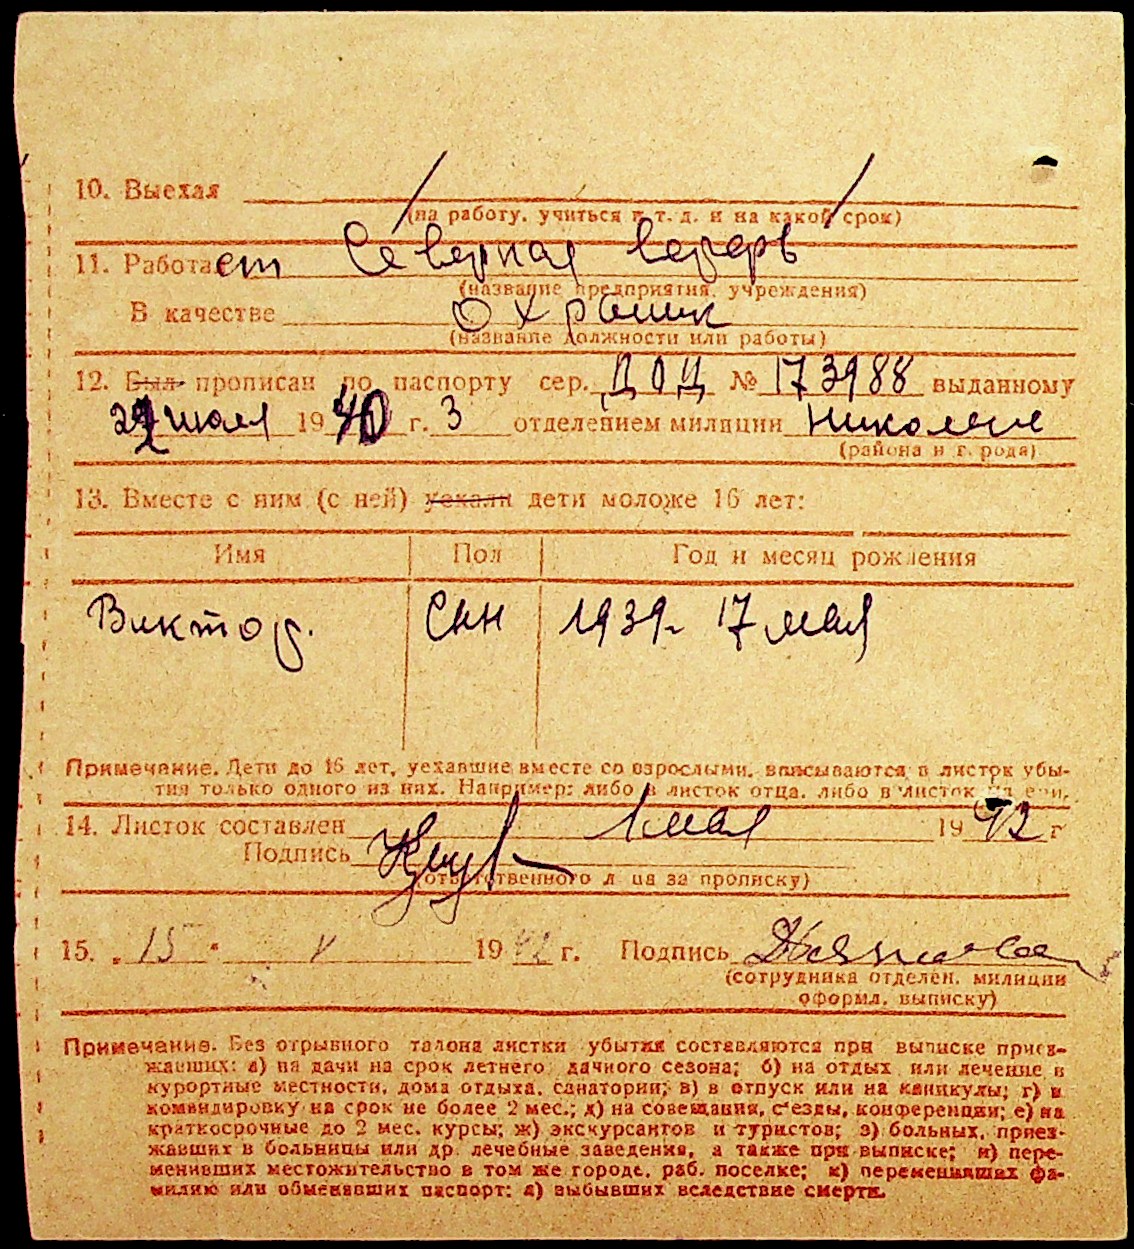 10. Выехал
(на работу, учиться и т. д. и на какой срок)
11. Работает Северная верфь
(название предприятия, учреждения)
В качестве охраник
(название должности или работы)
12. Был прописан по паспорту сер. ДОЦ № 173988 выданному
июля 1940 г. 3 отделением милиции Николаев
(района и города)
13. Вместе с ним (с ней) уехали дети моложе 16 лет:
Имя Пол Год и месяц рождения
Виктор. сын 1939 г. 17 мая
Примечание. Дети до 16 лет, уехавшие вместе со взрослыми, вписываются в листок убы-
тия только одного из них. Например: либо в листок отца, либо в листок
14. Листок составлен 1 мая 1942 г
Подпись
(ответственного лица за прописку)
15. „15 " V 1942 г. Подпись
(сотрудника отделен. милиции
оформл. выписку)
Примечание. Без отрывного талона листки убытия составляются при выписке приез-
жавших: а) на дачи на срок летнего дачного сезона; б) на отдых или лечение в
курортные местности, дома отдыха, санатории; в) в отпуск или на каникулы; г) в
командировку на срок не более 2 мес.; д) на совещания, с'езды, конференции; е) на
краткосрочные до 2 мес. курсы; ж) экскурсантов и туристов; з) больных, приез-
жавших в больницы или др. лечебные заведения, а также при выписке; и) пере-
менивших местожительство в том же городе, раб. поселке; к) переменивших фа-
милию или обменявших паспорт; л) выбывших вследствие смерти.